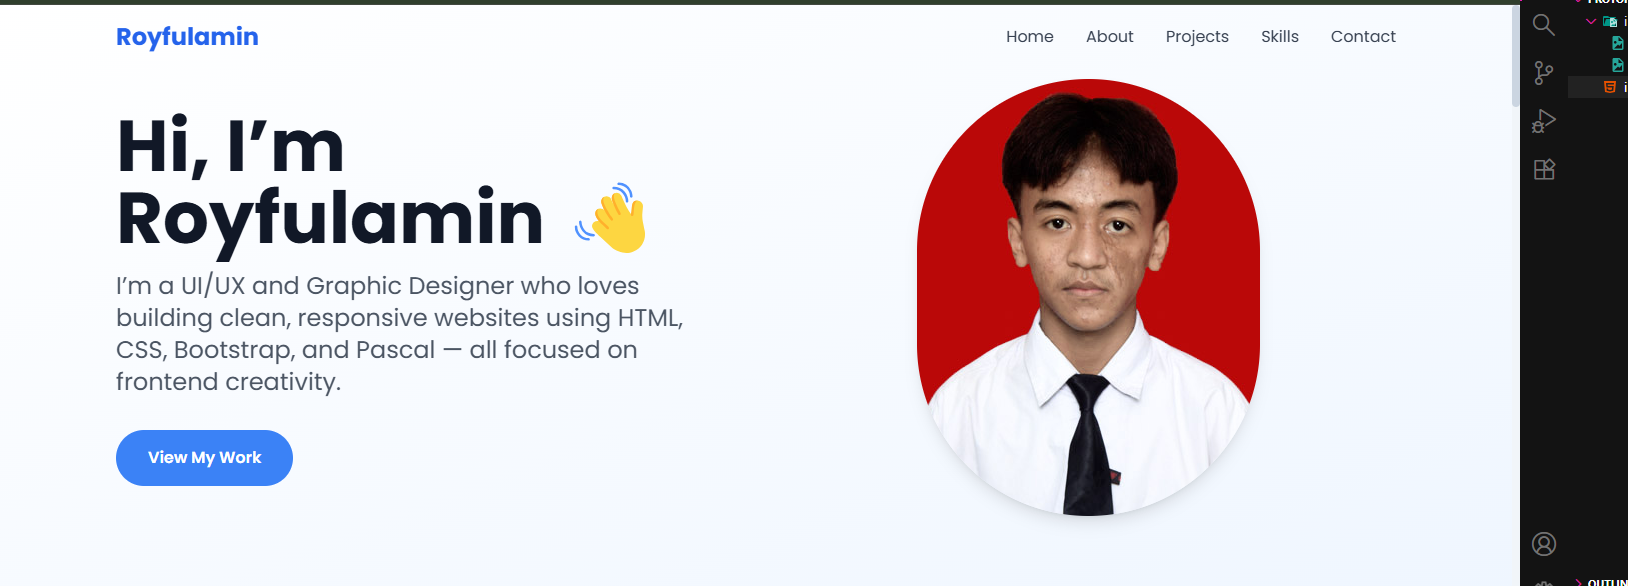 Royfulamin
Home About Projects Skills Contact
Hi, I’m
Royfulamin
I’m a UI/UX and Graphic Designer who loves
building clean, responsive websites using HTML,
CSS, Bootstrap, and Pascal — all focused on
frontend creativity.
View My Work